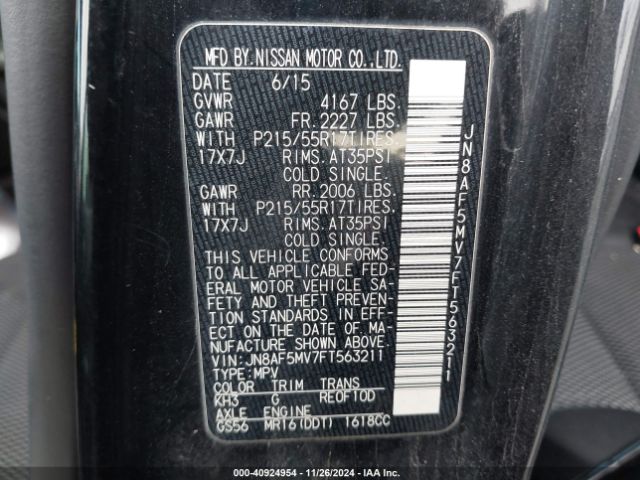 MFD BY NISSAN MOTOR CO.,LTD.
DATE 6/15
GVWR 4167 LBS.
GAWR FR. 2227 LBS.
WITH P215/55R17TIRES.
17X7J RIMS. AT35PSI
COLD SINGLE.
GAWR RR. 2006 LBS.
WITH P215/55R17TIRES.
17X7J RIMS. AT35PSI
COLD SINGLE.
THIS VEHICLE CONFORMS
TO ALL APPLICABLE FED-
ERAL MOTOR VEHICLE SA-
FETY AND THEFT PREVEN-
TION STANDARDS IN EFF-
ECT ON THE DATE OF MA-
NUFACTURE SHOWN ABOVE.
VIN:JN8AF5MV7FT563211
TYPE:MPV
COLOR TRIM TRANS
KH3 G RE0F10D
AXLE ENGINE
GS56 MR16(DDT) 1618CC
JN8AF5MV7FT563211
000-40924954 - 11/26/2024 - IAA Inc.